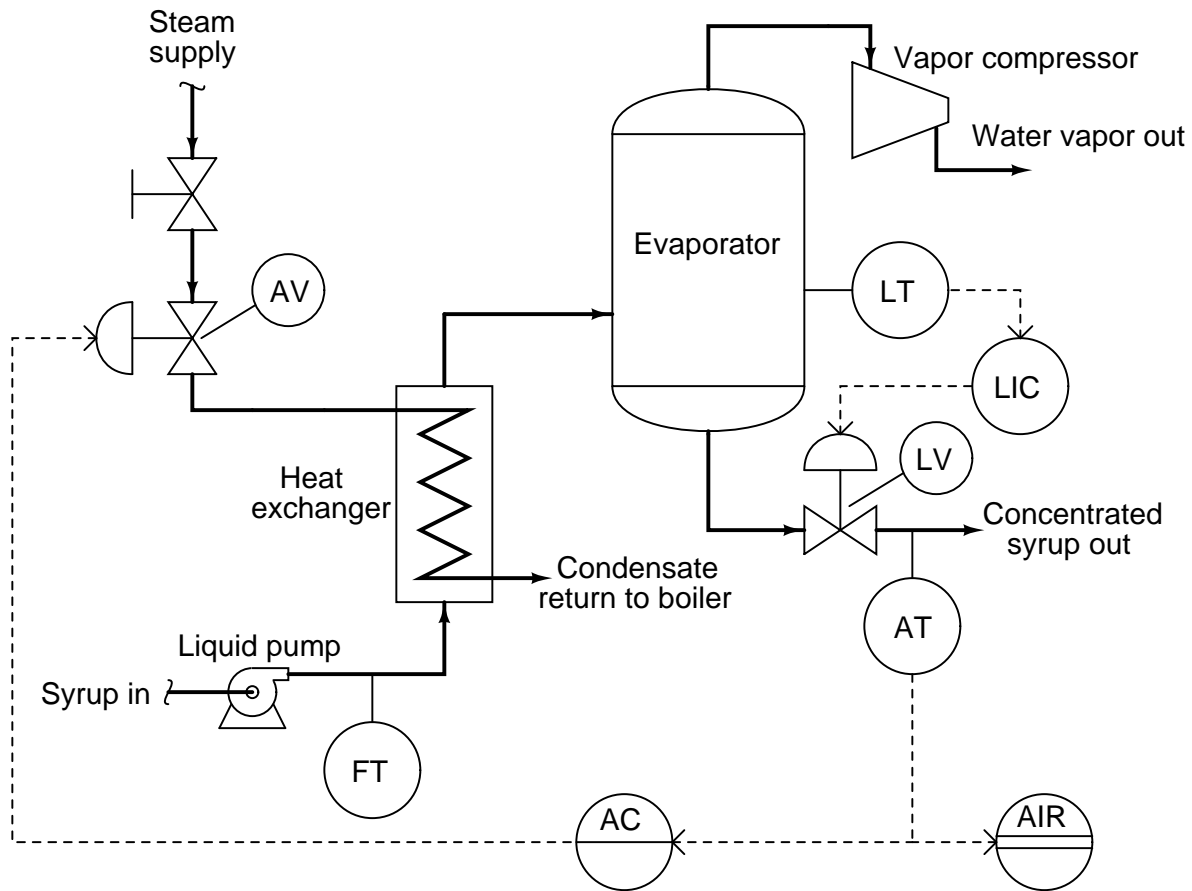 Steam
supply
Vapor compressor
Water vapor out
Evaporator
AV
LT
LIC
LV
Heat
exchanger
Concentrated
syrup out
Condensate
return to boiler
AT
Liquid pump
Syrup in
FT
AC
AIR